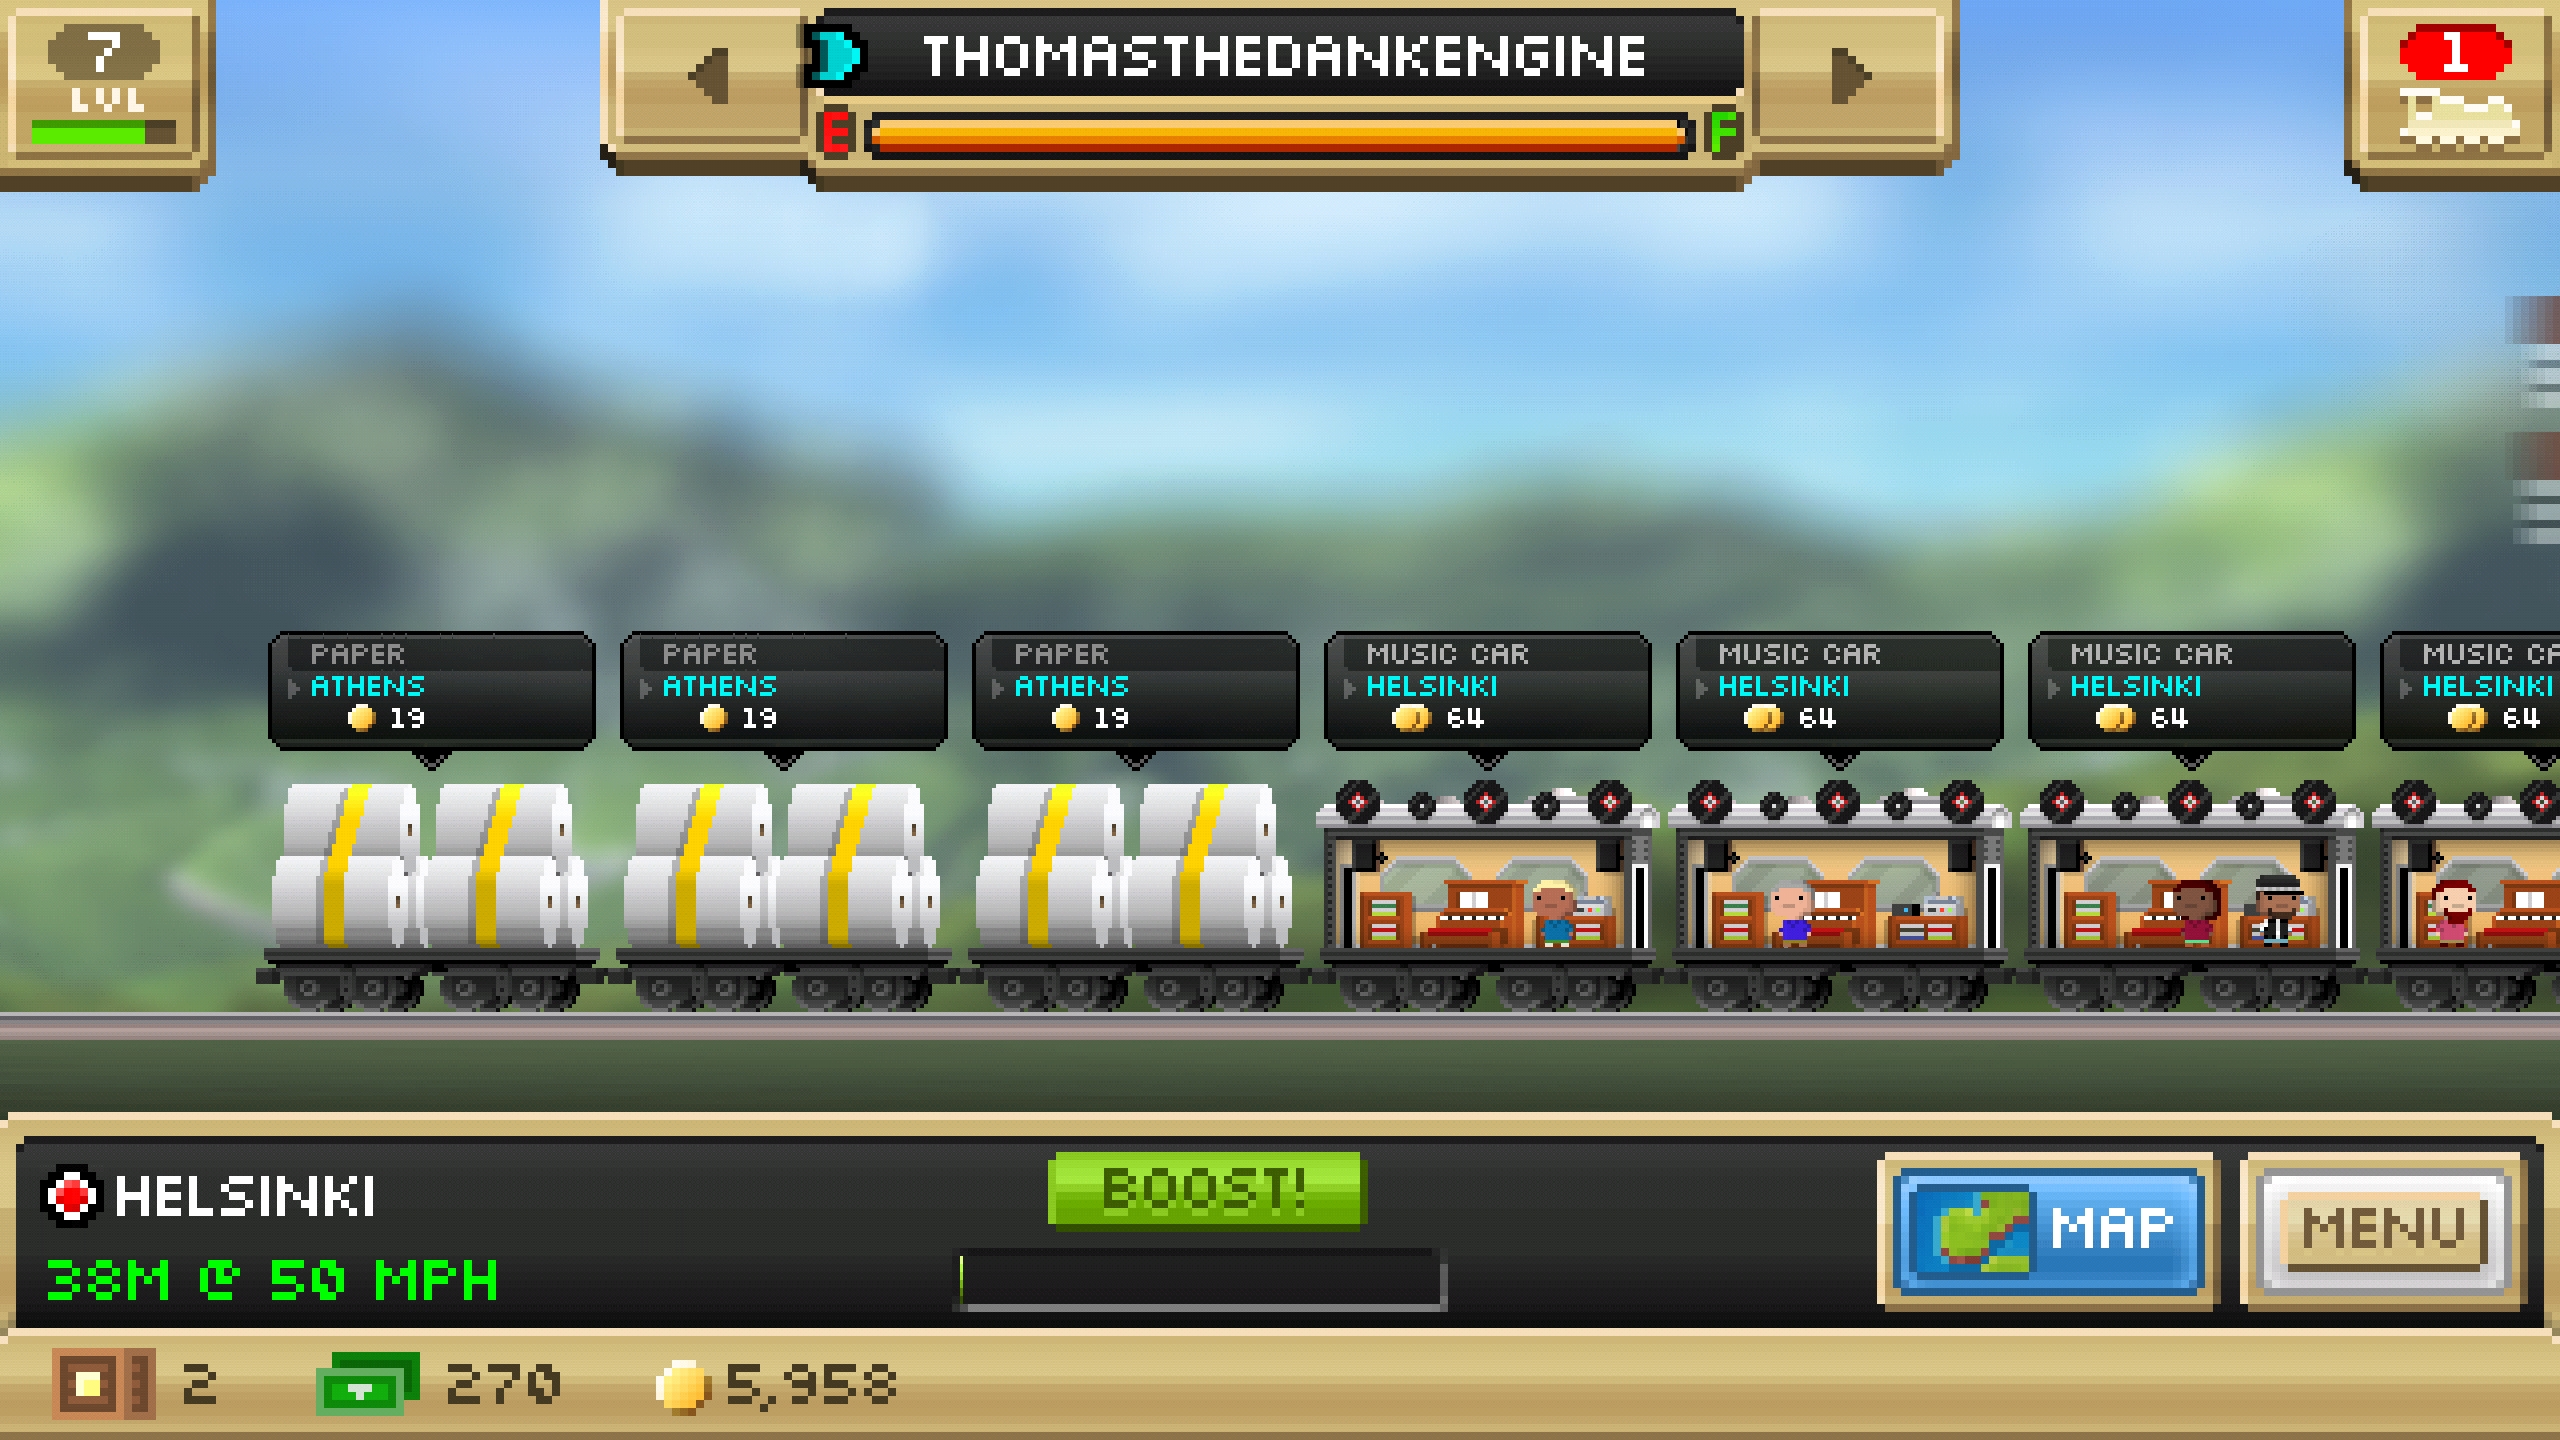 7
LVL
THOMASTHEDANKENGINE
E F
1
PAPER
ATHENS
19
PAPER
ATHENS
19
PAPER
ATHENS
19
MUSIC CAR
HELSINKI
64
MUSIC CAR
HELSINKI
64
MUSIC CAR
HELSINKI
64
MUSIC CA
HELSINKI
64
HELSINKI
38M @ 50 MPH
BOOST!
MAP
MENU
2 270 5,958